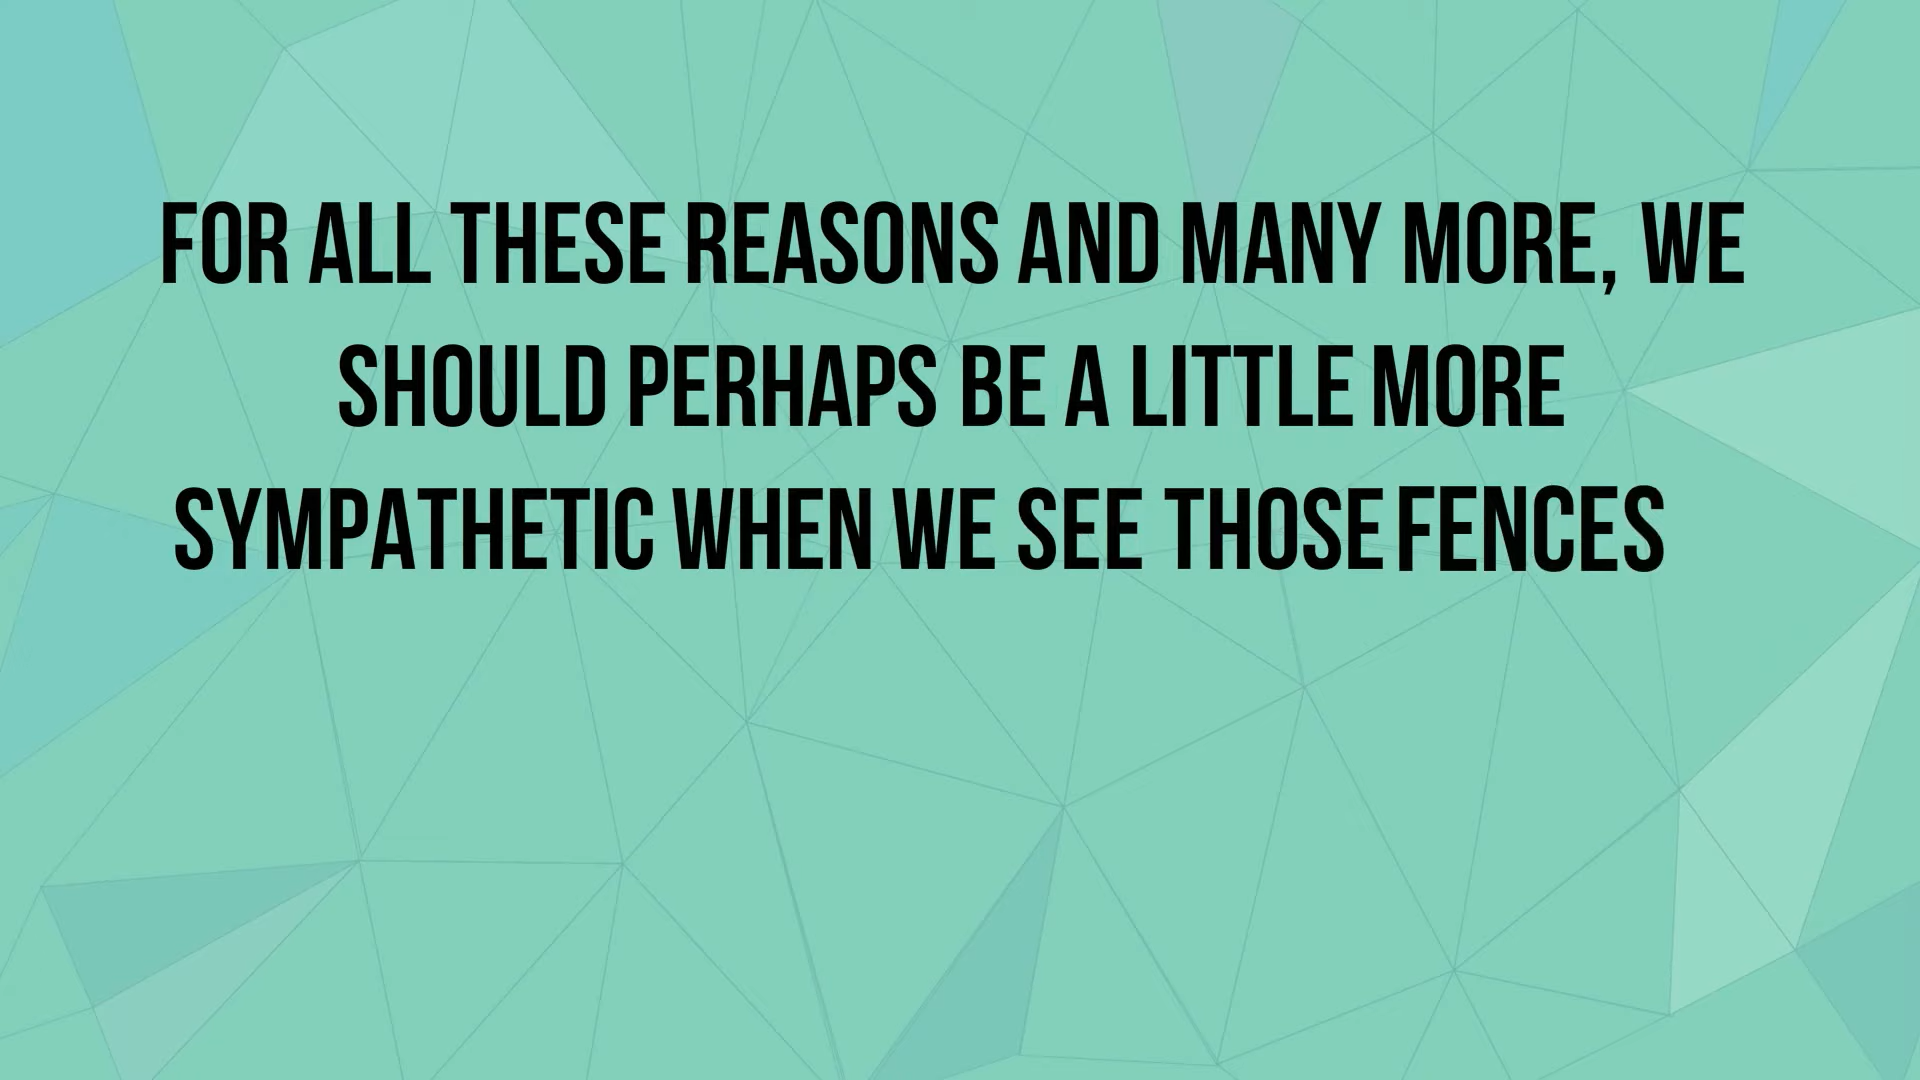 FOR ALL THESE REASONS AND MANY MORE, WE
SHOULD PERHAPS BE A LITTLE MORE
SYMPATHETIC WHEN WE SEE THOSE FENCES